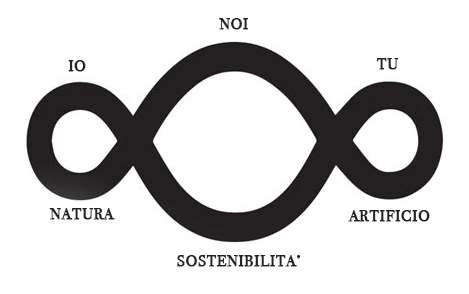 NOI
IO
TU
NATURA
ARTIFICIO
SOSTENIBILITA'